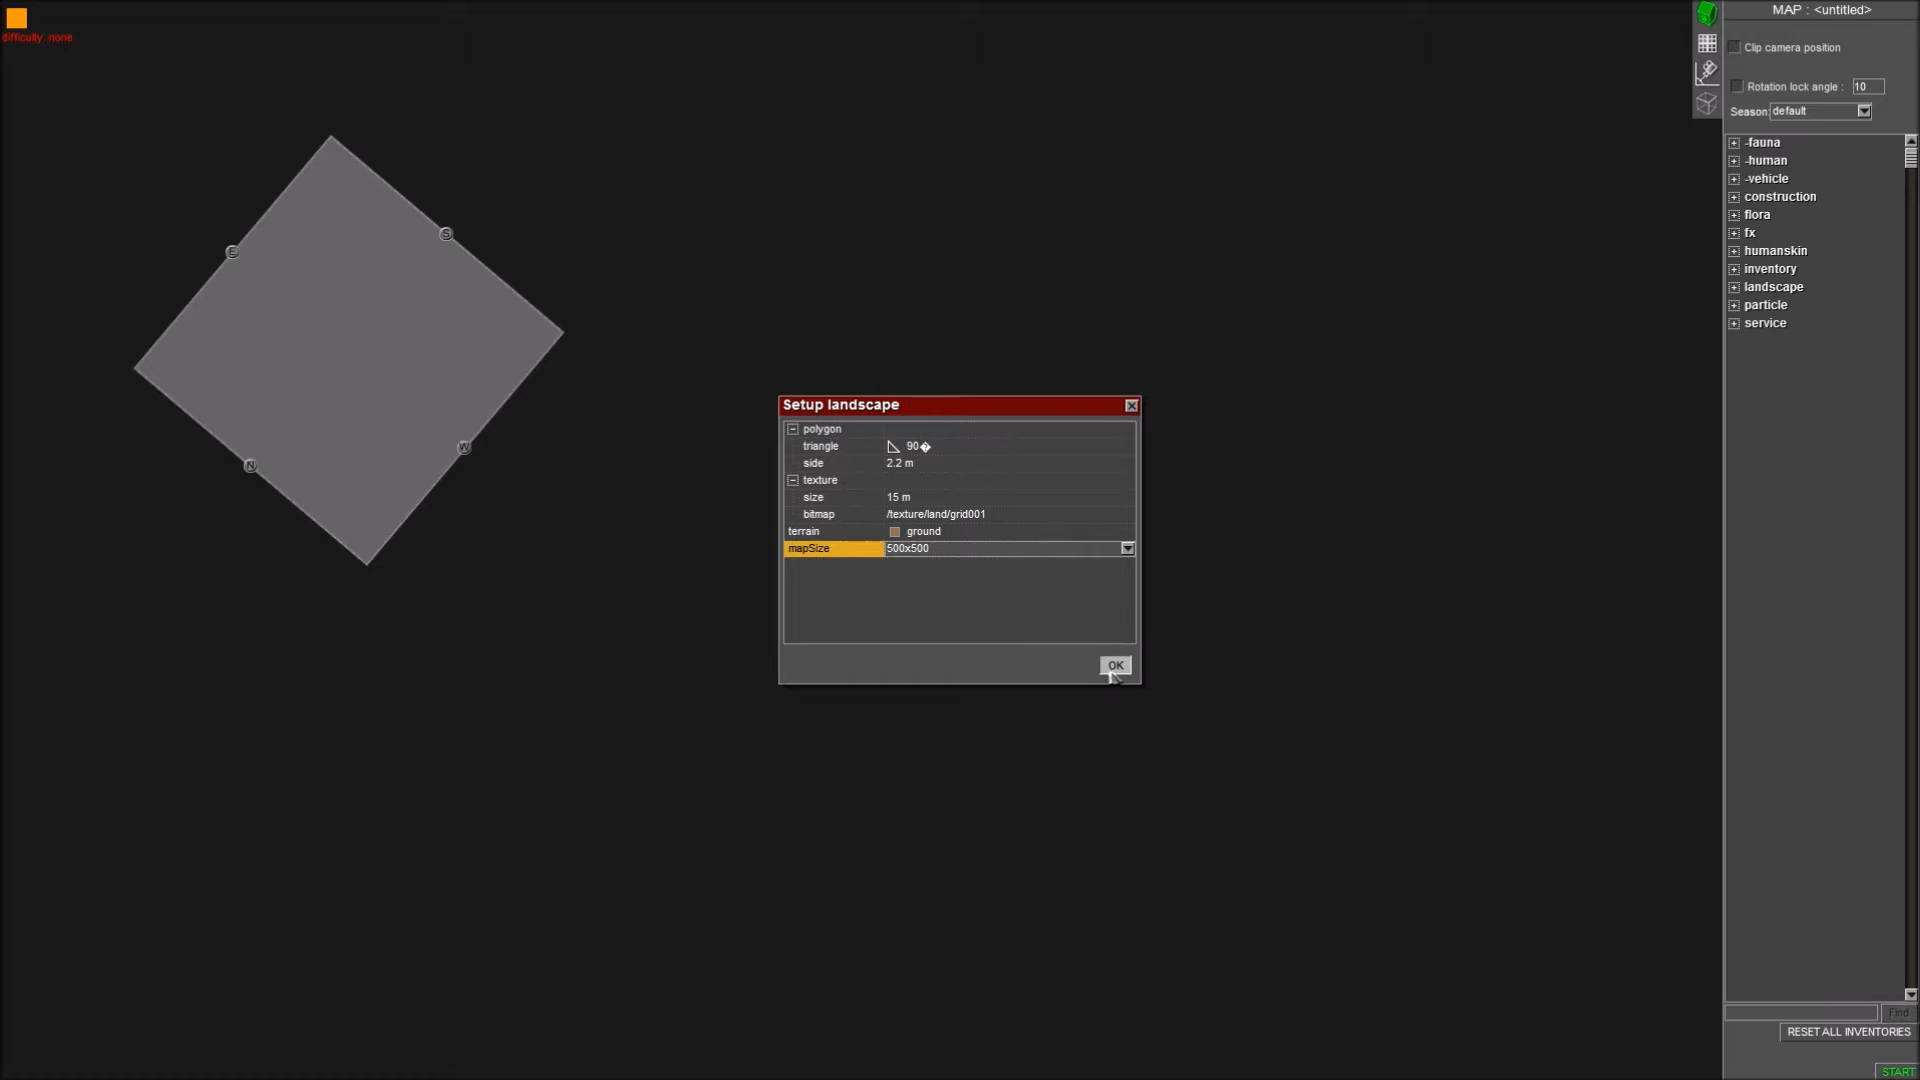 difficulty: none
MAP : <untitled>
Clip camera position
Rotation lock angle : 10
Season: default
-fauna
-human
-vehicle
construction
flora
fx
humanskin
inventory
landscape
particle
service
E
S
N
W
Setup landscape
polygon
triangle 90�
side 2.2 m
texture
size 15 m
bitmap /texture/land/grid001
terrain ground
mapSize 500x500
OK
Find
RESET ALL INVENTORIES
START